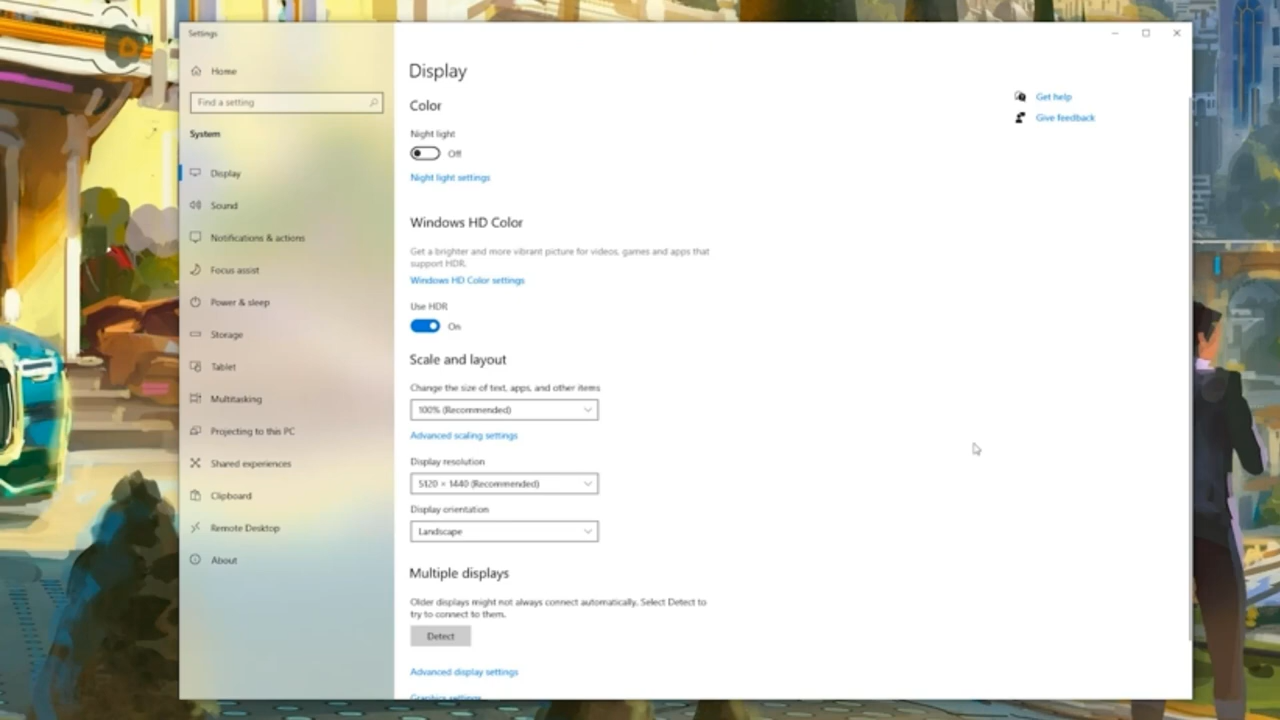 Settings
Home
Find a setting
System
Display
Sound
Notifications & actions
Focus assist
Power & sleep
Storage
Tablet
Multitasking
Projecting to this PC
Shared experiences
Clipboard
Remote Desktop
About
Display
Color
Night light
Off
Night light settings
Windows HD Color
Get a brighter and more vibrant picture for videos, games and apps that
support HDR.
Windows HD Color settings
Use HDR
On
Scale and layout
Change the size of text, apps, and other items
100% (Recommended)
Advanced scaling settings
Display resolution
5120 × 1440 (Recommended)
Display orientation
Landscape
Multiple displays
Older displays might not always connect automatically. Select Detect to
try to connect to them.
Detect
Advanced display settings
Graphics settings
Get help
Give feedback